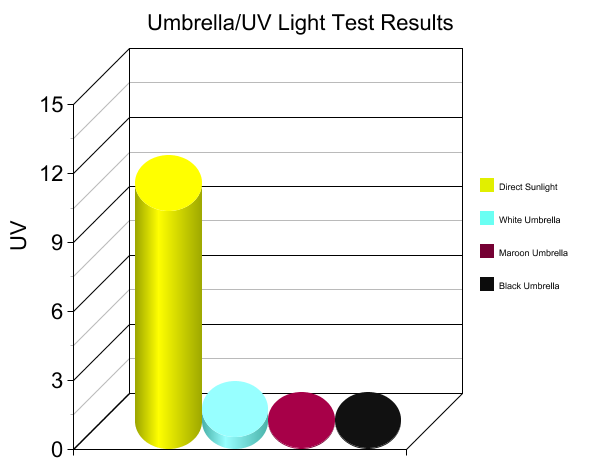 Umbrella/UV Light Test Results
15
12
9
6
3
0
UV
Direct Sunlight
White Umbrella
Maroon Umbrella
Black Umbrella